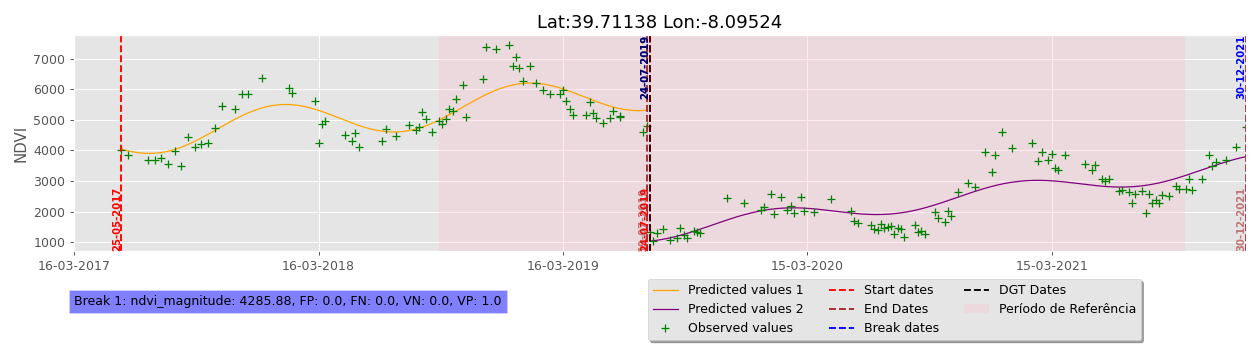 Lat:39.71138 Lon:-8.09524
NDVI
7000
6000
5000
4000
3000
2000
1000
25-05-2017
24-07-2019
24-07-2019
30-12-2021
30-12-2021
16-03-2017
16-03-2018
16-03-2019
15-03-2020
15-03-2021
Break 1: ndvi_magnitude: 4285.88, FP: 0.0, FN: 0.0, VN: 0.0, VP: 1.0
Predicted values 1
Predicted values 2
Observed values
Start dates
End Dates
Break dates
DGT Dates
Período de Referência